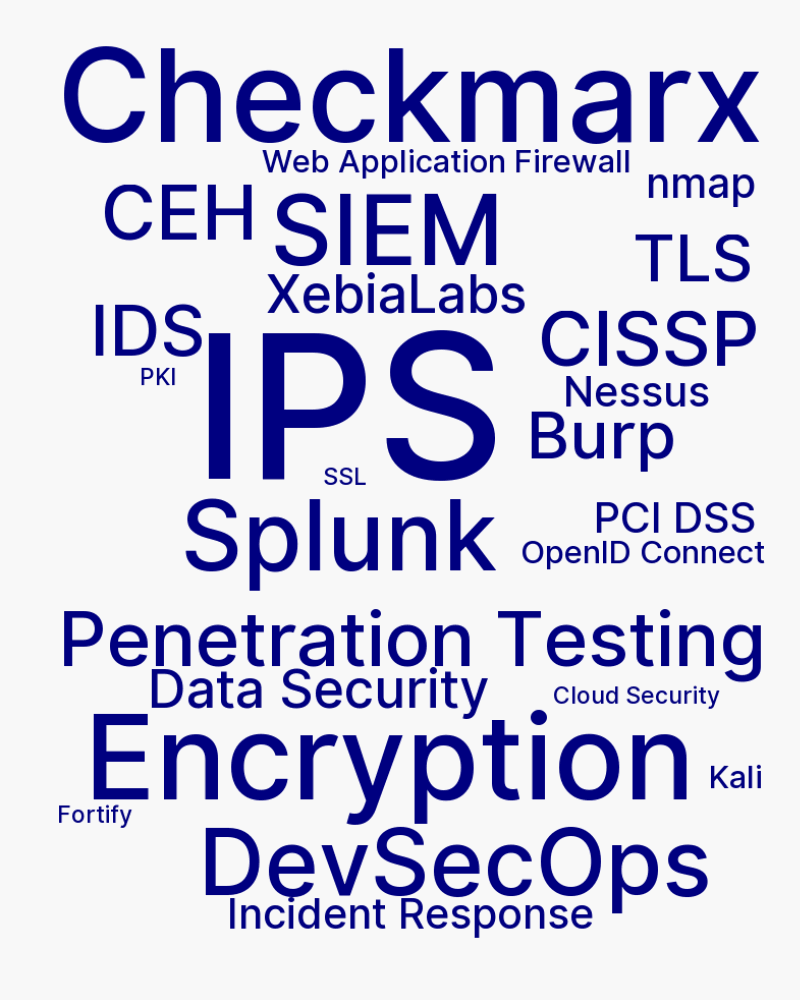 Checkmarx
Web Application Firewall
nmap
CEH
SIEM
TLS
XebiaLabs
IDS
CISSP
PKI
IPS
Nessus
Burp
SSL
Splunk
PCI DSS
OpenID Connect
Penetration Testing
Data Security
Cloud Security
Encryption
Kali
Fortify
DevSecOps
Incident Response